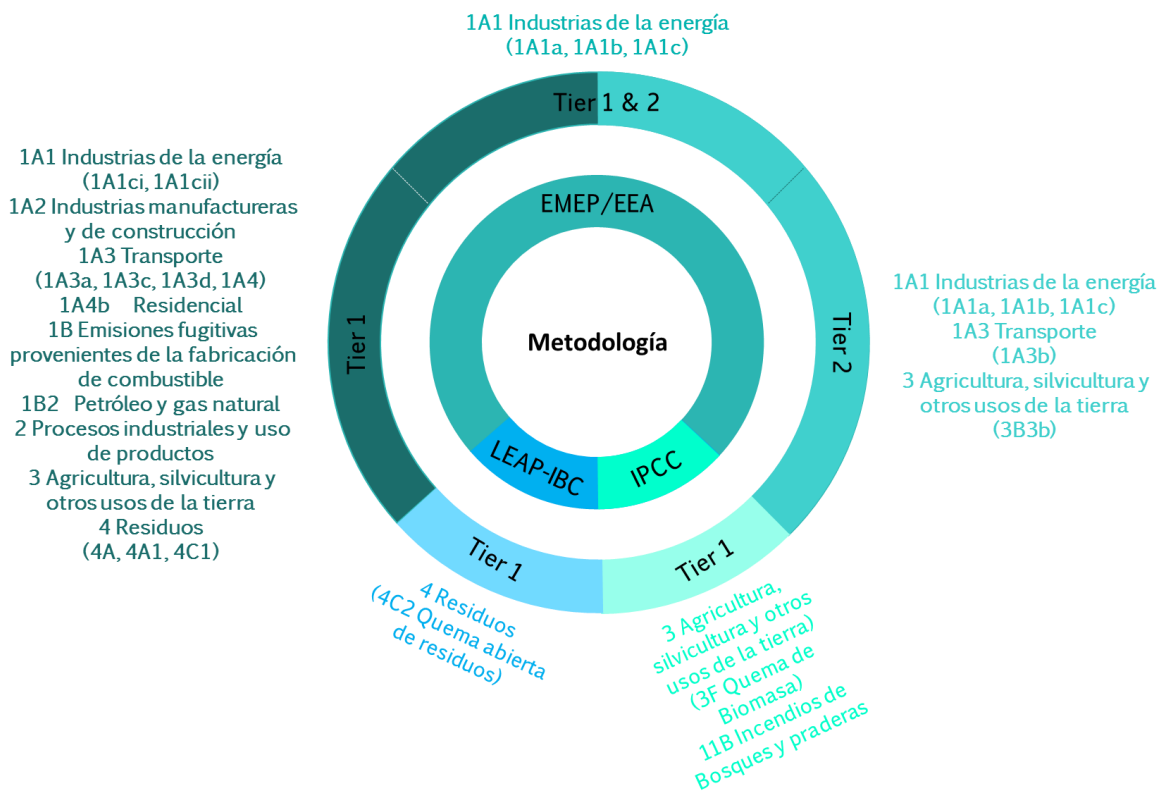 1A1 Industrias de la energía
(1A1a, 1A1b, 1A1c)
Tier 1 & 2
1A1 Industrias de la energía
(1A1ci, 1A1cii)
1A2 Industrias manufactureras
y de construcción
1A3 Transporte
(1A3a, 1A3c, 1A3d, 1A4)
1A4b Residencial
1B Emisiones fugitivas
provenientes de la fabricación
de combustible
1B2 Petróleo y gas natural
2 Procesos industriales y uso
de productos
3 Agricultura, silvicultura y
otros usos de la tierra
4 Residuos
(4A, 4A1, 4C1)
Tier 1
EMEP/EEA
Metodología
LEAP-IBC
IPCC
Tier 2
1A1 Industrias de la energía
(1A1a, 1A1b, 1A1c)
1A3 Transporte
(1A3b)
3 Agricultura, silvicultura y
otros usos de la tierra
(3B3b)
Tier 1
4 Residuos
(4C2 Quema abierta
de residuos)
Tier 1
3 Agricultura,
silvicultura y otros
usos de la tierra)
(3F Quema de
Biomasa)
11B Incendios de
Bosques y praderas